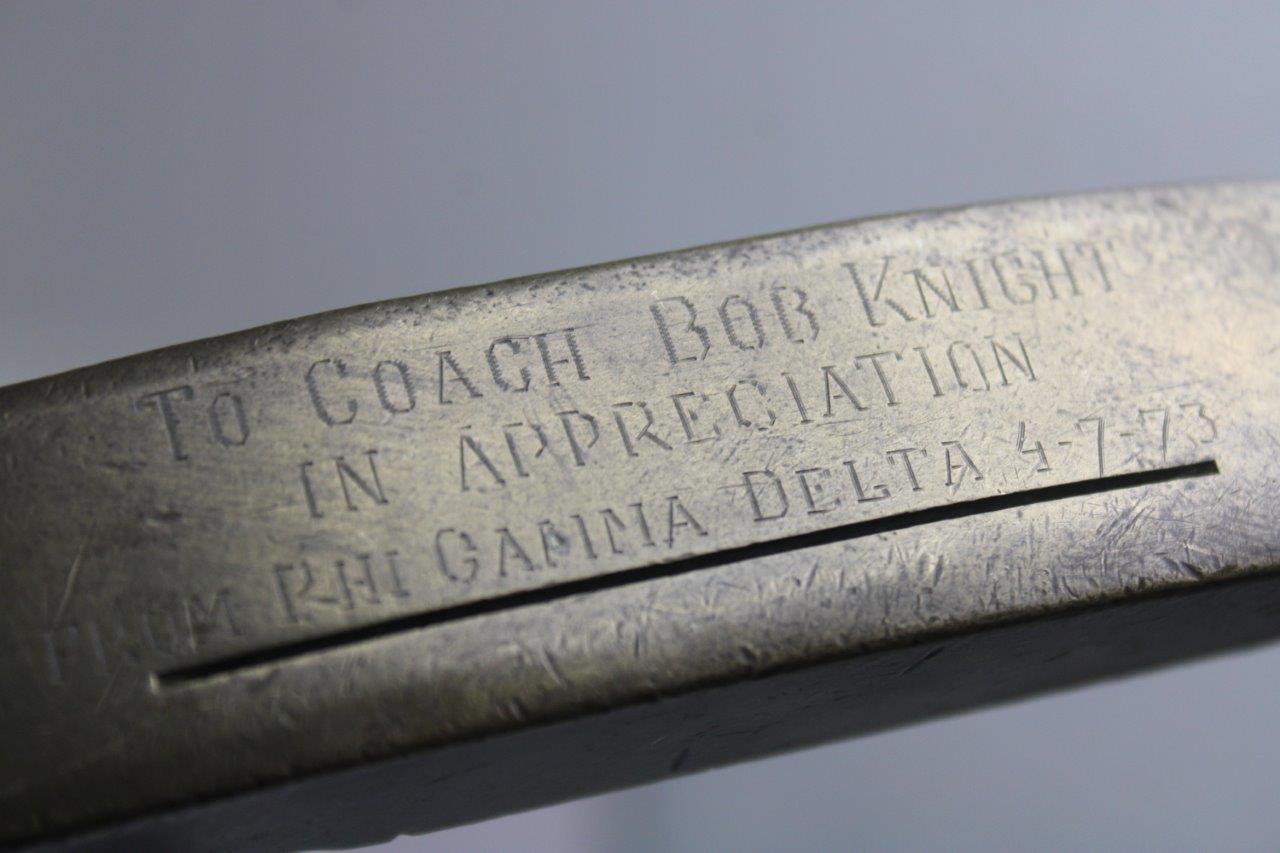 To Coach Bob Knight
in Appreciation
from Phi Gamma Delta 4-7-73